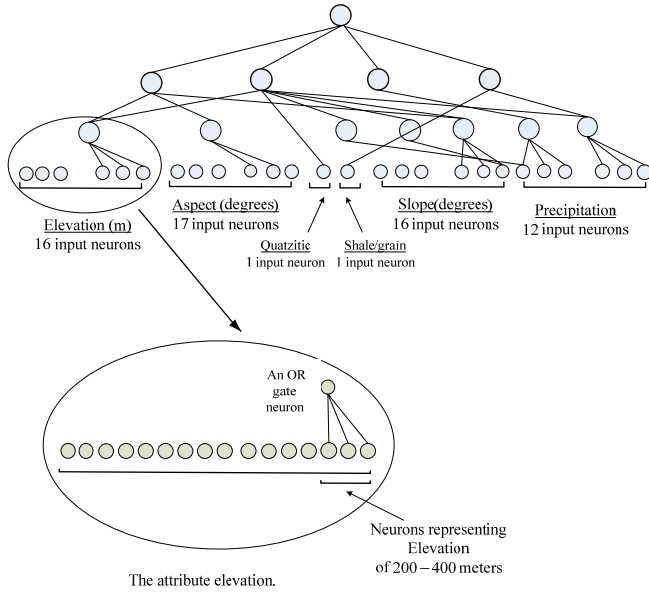 Elevation (m)
16 input neurons
Aspect (degrees)
17 input neurons
Quatzitic
1 input neuron
Shale/grain
1 input neuron
Slope(degrees)
16 input neurons
Precipitation
12 input neurons
An OR
gate
neuron
Neurons representing
Elevation
of 200 – 400 meters
The attribute elevation.